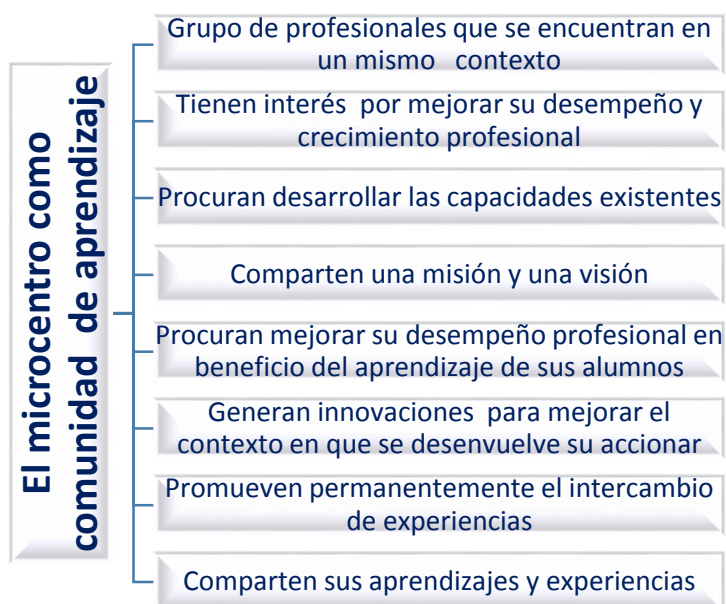 El microcentro como
comunidad de aprendizaje
Grupo de profesionales que se encuentran en
un mismo contexto
Tienen interés por mejorar su desempeño y
crecimiento profesional
Procuran desarrollar las capacidades existentes
Comparten una misión y una visión
Procuran mejorar su desempeño profesional en
beneficio del aprendizaje de sus alumnos
Generan innovaciones para mejorar el
contexto en que se desenvuelve su accionar
Promueven permanentemente el intercambio
de experiencias
Comparten sus aprendizajes y experiencias